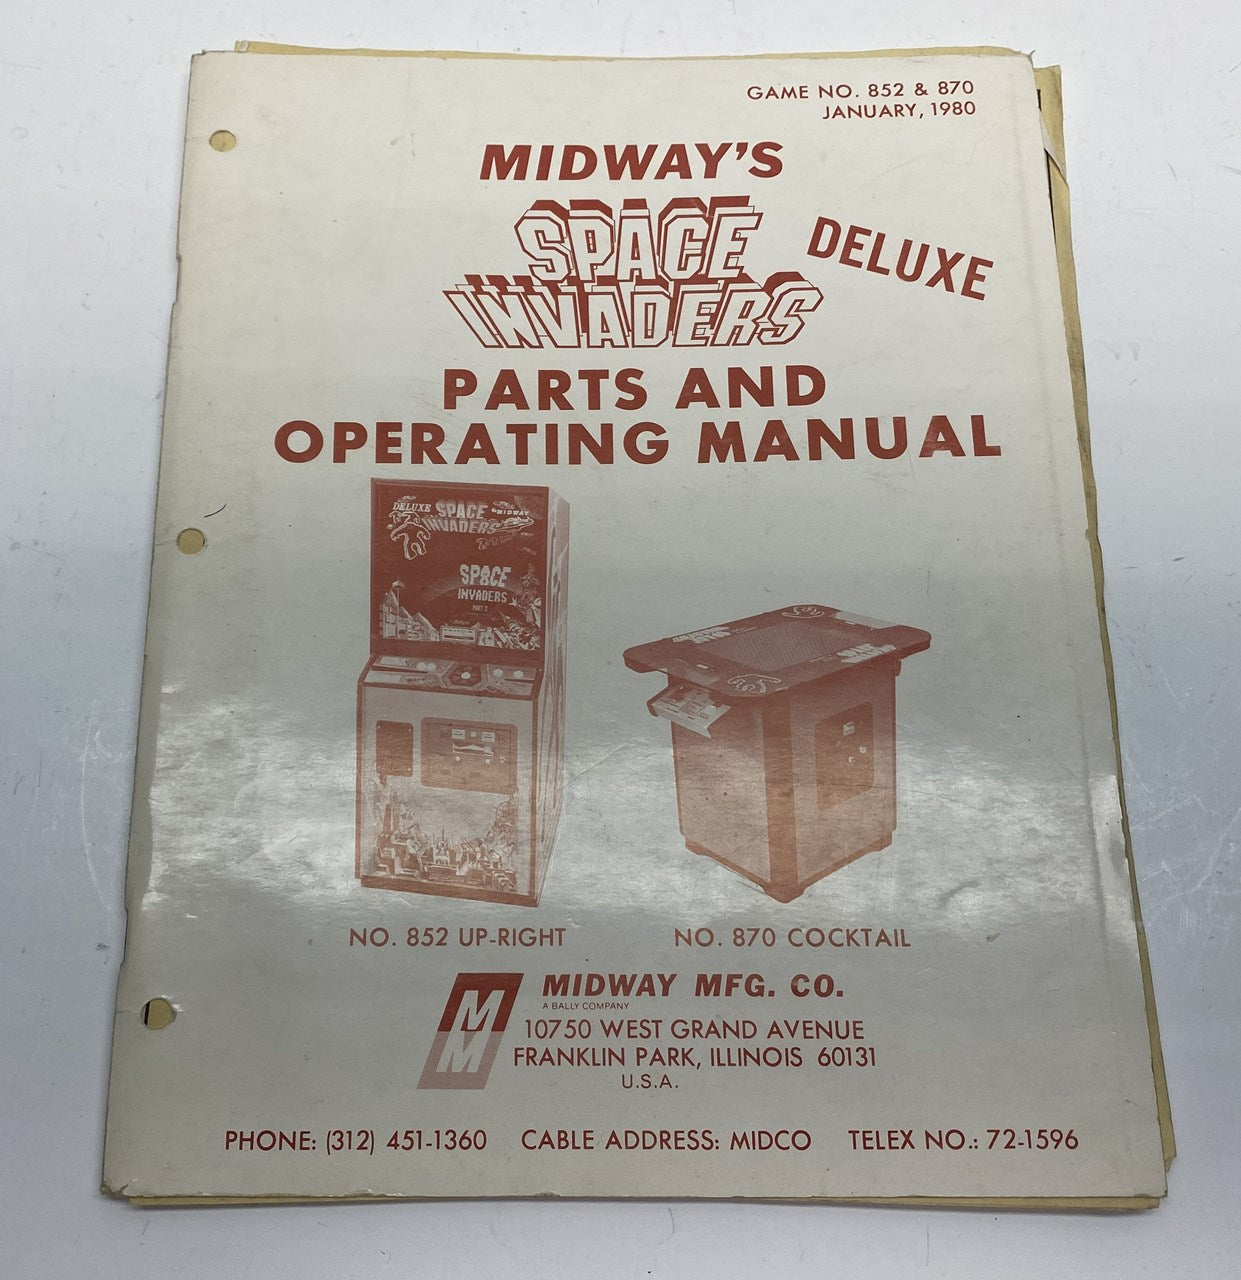 GAME NO. 852 & 870
JANUARY, 1980
MIDWAY'S
SPACE
INVADERS
DELUXE
PARTS AND
OPERATING MANUAL
DELUXE SPACE
INVADERS
MIDWAY
SPACE
INVADERS
PART II
NO. 852 UP-RIGHT
NO. 870 COCKTAIL
MM
MIDWAY MFG. CO.
A BALLY COMPANY
10750 WEST GRAND AVENUE
FRANKLIN PARK, ILLINOIS 60131
U.S.A.
PHONE: (312) 451-1360 CABLE ADDRESS: MIDCO TELEX NO.: 72-1596